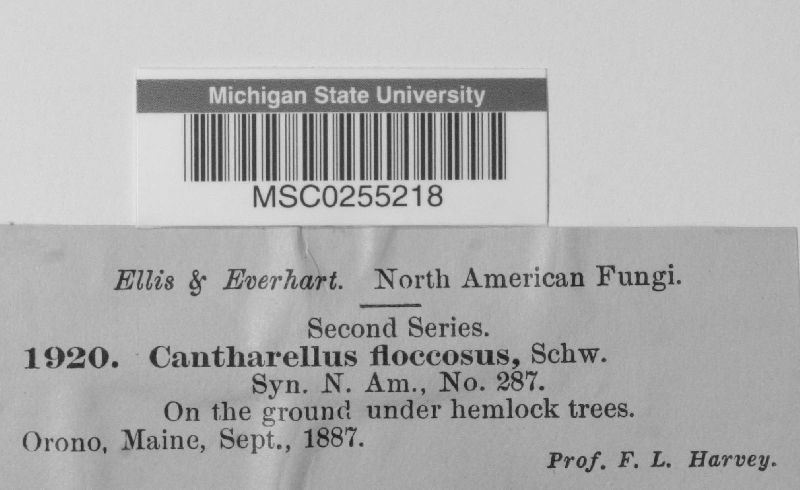 Michigan State University
MSC0255218
Ellis & Everhart. North American Fungi.
Second Series.
1920. Cantharellus floccosus, Schw.
Syn. N. Am., No. 287.
On the ground under hemlock trees.
Orono, Maine, Sept., 1887.
Prof. F. L. Harvey.